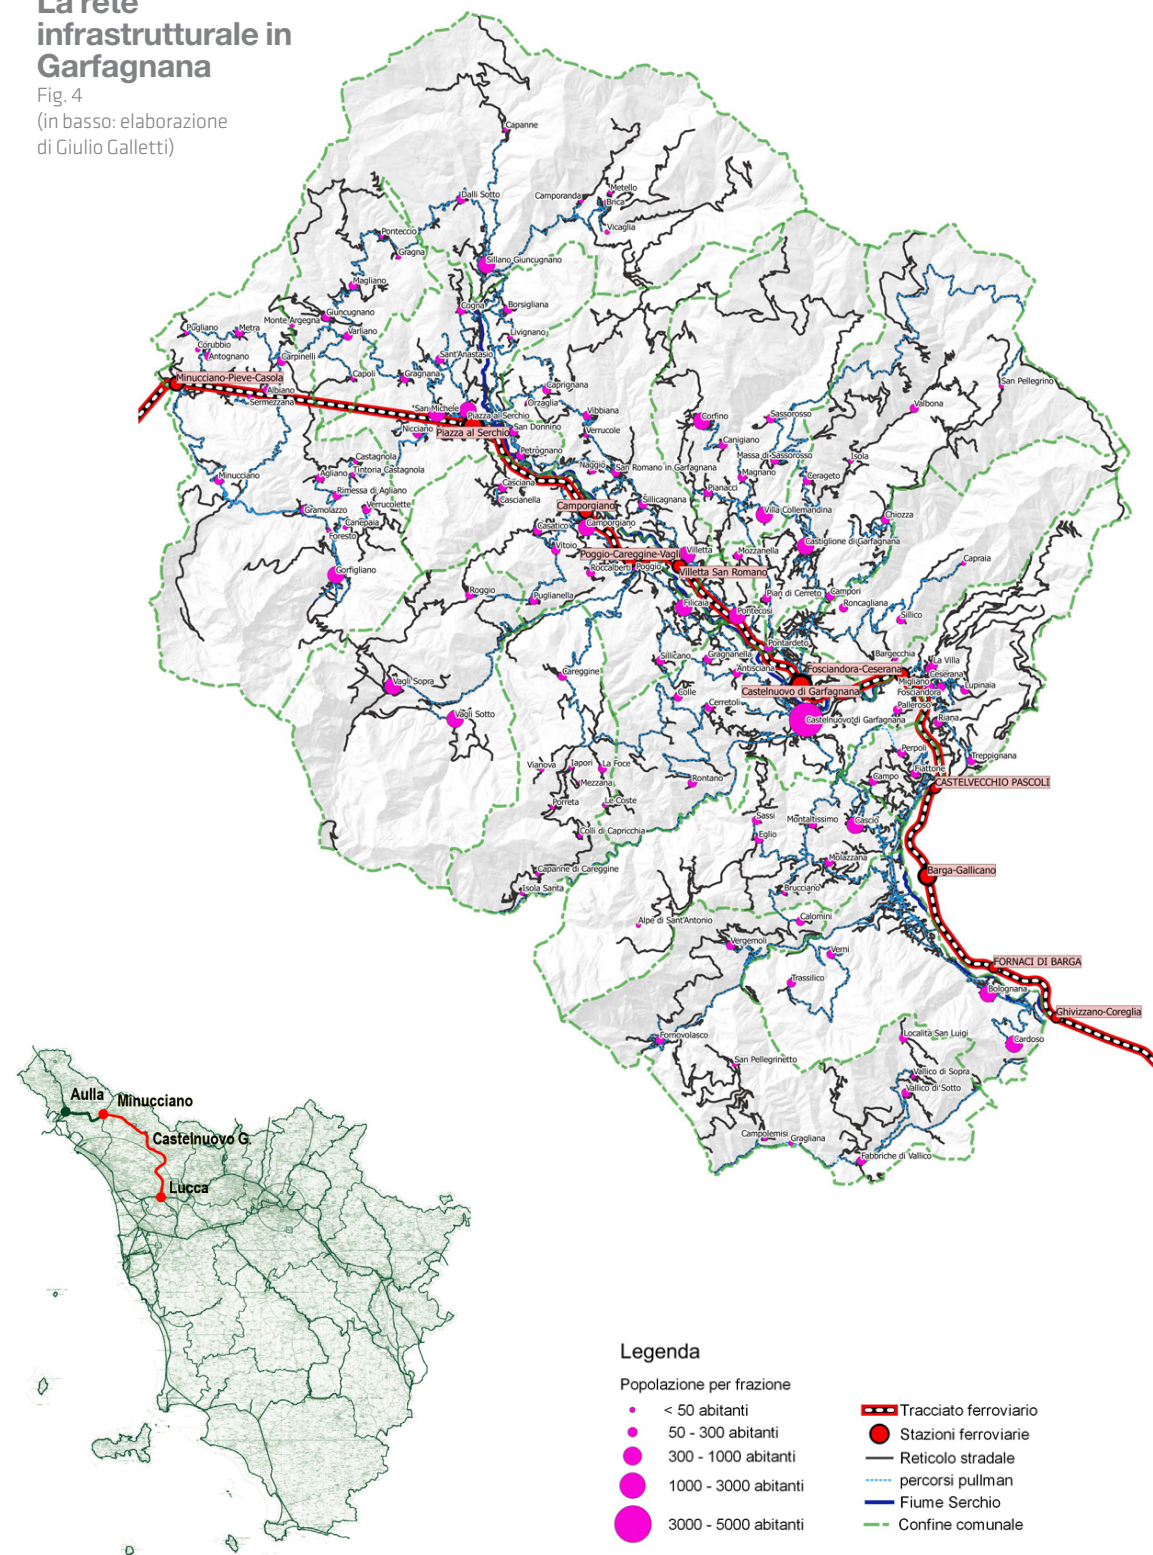 La rete
infrastrutturale in
Garfagnana
Fig. 4
(in basso: elaborazione
di Giulio Galletti)
Capanne
Dalli Sotto
Camporanda
Metello
Brica
Vicaglia
Ponteccio
Gragna
Sillano Giuncugnano
Magliano
Cogna
Borsigliana
Giuncugnano
Monte Argegna
Pugliano
Metra
Varliano
Livignano
Corubbio
Antognano
Carpinelli
Sant'Anastasio
Minucciano-Pieve-Casola
Capoli
Gragnana
Albiano
Sermezzana
Caprignana
San Pellegrino
Orzaglia
Vibbiana
Valbona
San Michele
Piazza al Serchio
Corfino
Sassorosso
Nicciano
Piazza al Serchio
San Donnino
Verrucole
Canigiano
Petrognano
Castagnola
Tintoria Castagnola
Naggio
San Romano in Garfagnana
Massa di Sassorosso
Isola
Minucciano
Agliano
Magnano
Cerageto
Casciana
Cascianella
Rimessa di Agliano
Pianacci
Gramolazzo
Verrucolette
Camporgiano
Sillicagnana
Villa Collemandina
Chiozza
Canepaia
Foresto
Casatico
Camporgiano
Castiglione di Garfagnana
Vitoio
Poggio-Careggine-Vagli
Villetta
Mozzanella
Capraia
Gorfigliano
Roccalberti
Poggio
Villetta San Romano
Roggio
Puglianella
Filicaia
Pontecosi
Pian di Cerreto
Campori
Roncagliana
Sillico
Pontardeto
Sillicano
Gragnanella
Bargecchia
La Villa
Antisciana
Fosciandora-Ceserana
Ceserana
Careggine
Migliano
Vagli Sopra
Colle
Castelnuovo di Garfagnana
Fosciandora
Lupinaia
Cerretoli
Palleroso
Vagli Sotto
Castelnuovo di Garfagnana
Riana
Perpoli
Treppignana
Vianova
Iapori
La Foce
Fiattone
Mezzana
Rontano
Campo
CASTELVECCHIO PASCOLI
Porreta
Le Coste
Sassi
Montaltissimo
Cascio
Colli di Capricchia
Eglio
Molazzana
Capanne di Careggine
Barga-Gallicano
Isola Santa
Brucciano
Alpe di Sant'Antonio
Calomini
Vergemoli
Verni
FORNACI DI BARGA
Trassilico
Bolognana
Ghivizzano-Coreglia
Fornovolasco
Località San Luigi
Cardoso
San Pellegrinetto
Vallico di Sopra
Vallico di Sotto
Campolemisi
Gragliana
Fabbriche di Vallico
Aulla
Minucciano
Castelnuovo G.
Lucca
Legenda
Popolazione per frazione
< 50 abitanti
50 - 300 abitanti
300 - 1000 abitanti
1000 - 3000 abitanti
3000 - 5000 abitanti
Tracciato ferroviario
Stazioni ferroviarie
Reticolo stradale
percorsi pullman
Fiume Serchio
Confine comunale